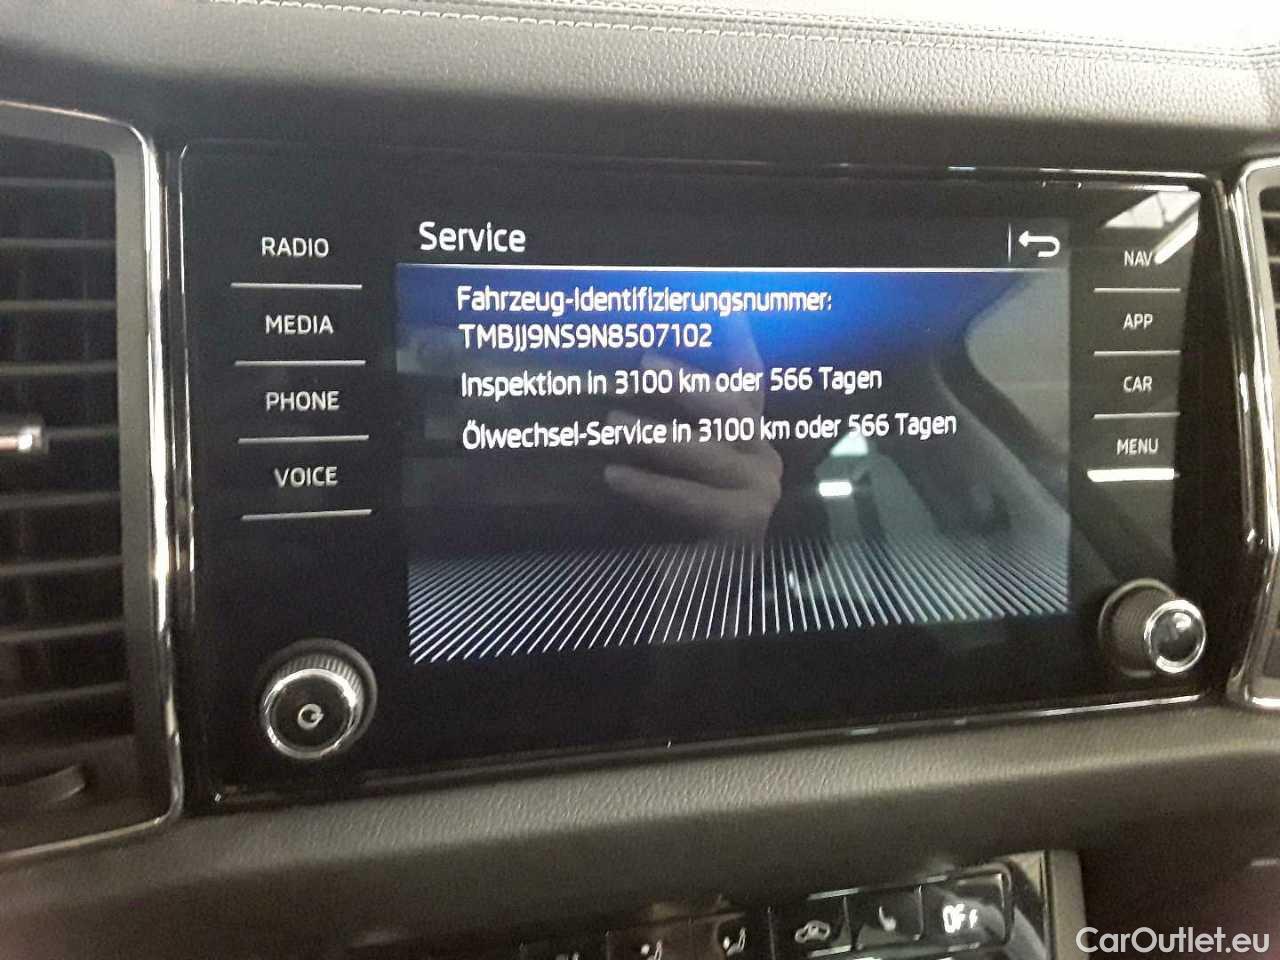 Service
RADIO
MEDIA
PHONE
VOICE
Fahrzeug-Identifizierungsnummer:
TMBJJ9NS9N8507102
Inspektion in 3100 km oder 566 Tagen
Ölwechsel-Service in 3100 km oder 566 Tagen
NAV
APP
CAR
MENU
OFF
CarOutlet.eu